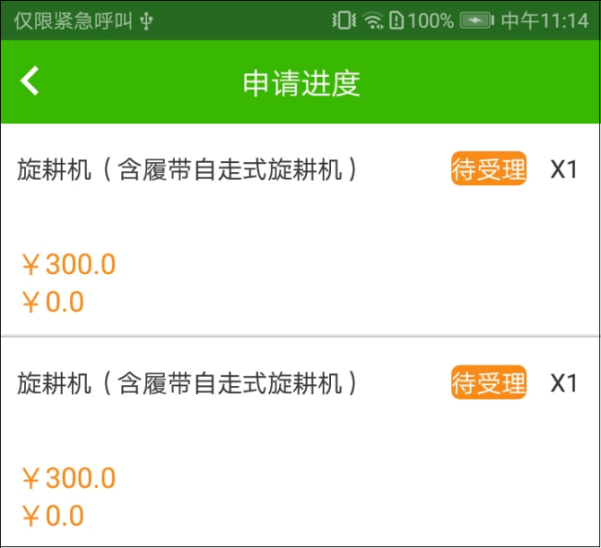 仅限紧急呼叫 100% 中午11:14
申请进度
旋耕机（含履带自走式旋耕机） 待受理 X1
￥300.0
￥0.0
旋耕机（含履带自走式旋耕机） 待受理 X1
￥300.0
￥0.0